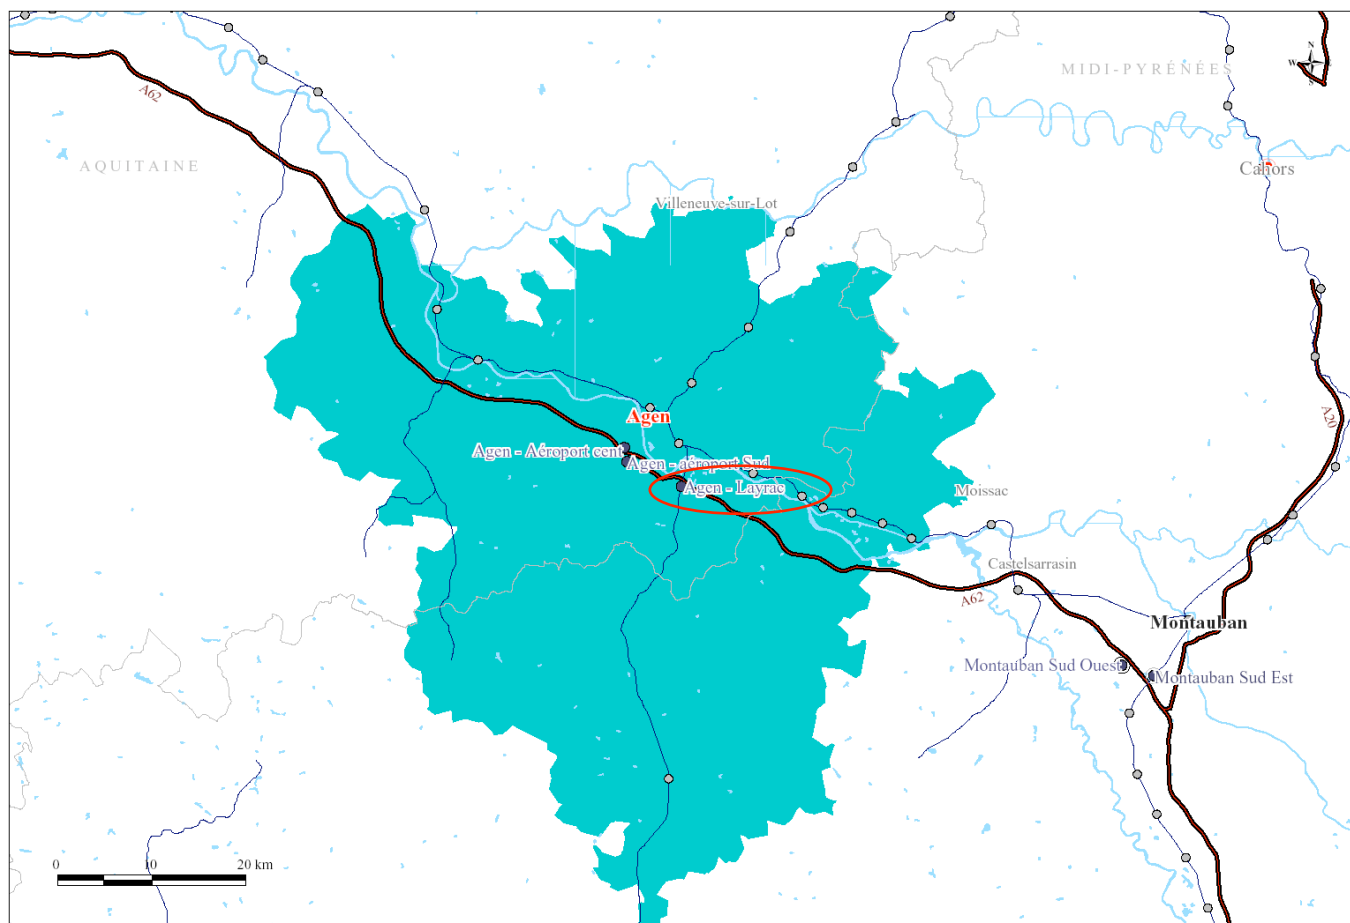 N
W E
S
MIDI-PYRÉNÉES
A62
AQUITAINE
Cahors
Villeneuve-sur-Lot
A20
Agen
Agen - Aéroport cent
Agen - aéroport Sud
Agen - Layrac
Moissac
Castelsarrasin
A62
Montauban
Montauban Sud Ouest
Montauban Sud Est
0 10 20 km